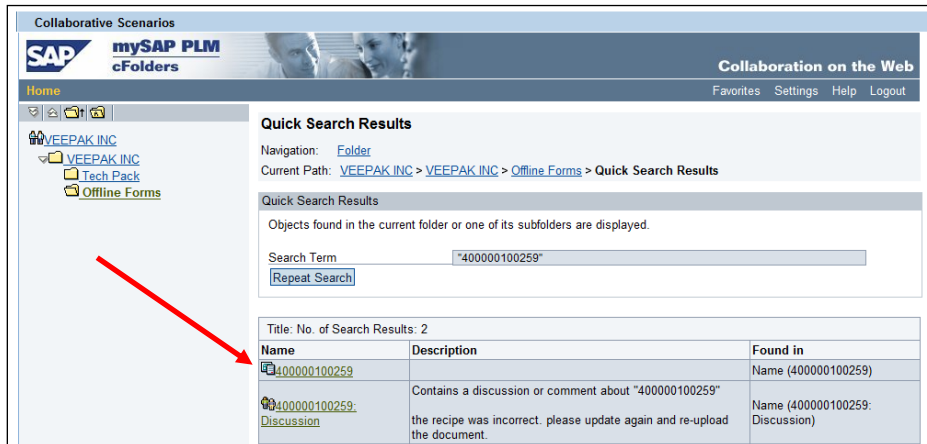 Collaborative Scenarios
SAP
mySAP PLM
cFolders
Collaboration on the Web
Home
Favorites Settings Help Logout
VEEPAK INC
VEEPAK INC
Tech Pack
Offline Forms
Quick Search Results
Navigation: Folder
Current Path: VEEPAK INC > VEEPAK INC > Offline Forms > Quick Search Results
Quick Search Results
Objects found in the current folder or one of its subfolders are displayed.
Search Term "400000100259"
Repeat Search
Title: No. of Search Results: 2
Name Description Found in
400000100259 Name (400000100259)
Contains a discussion or comment about "400000100259"
400000100259: Name (400000100259:
Discussion the recipe was incorrect. please update again and re-upload Discussion)
the document.